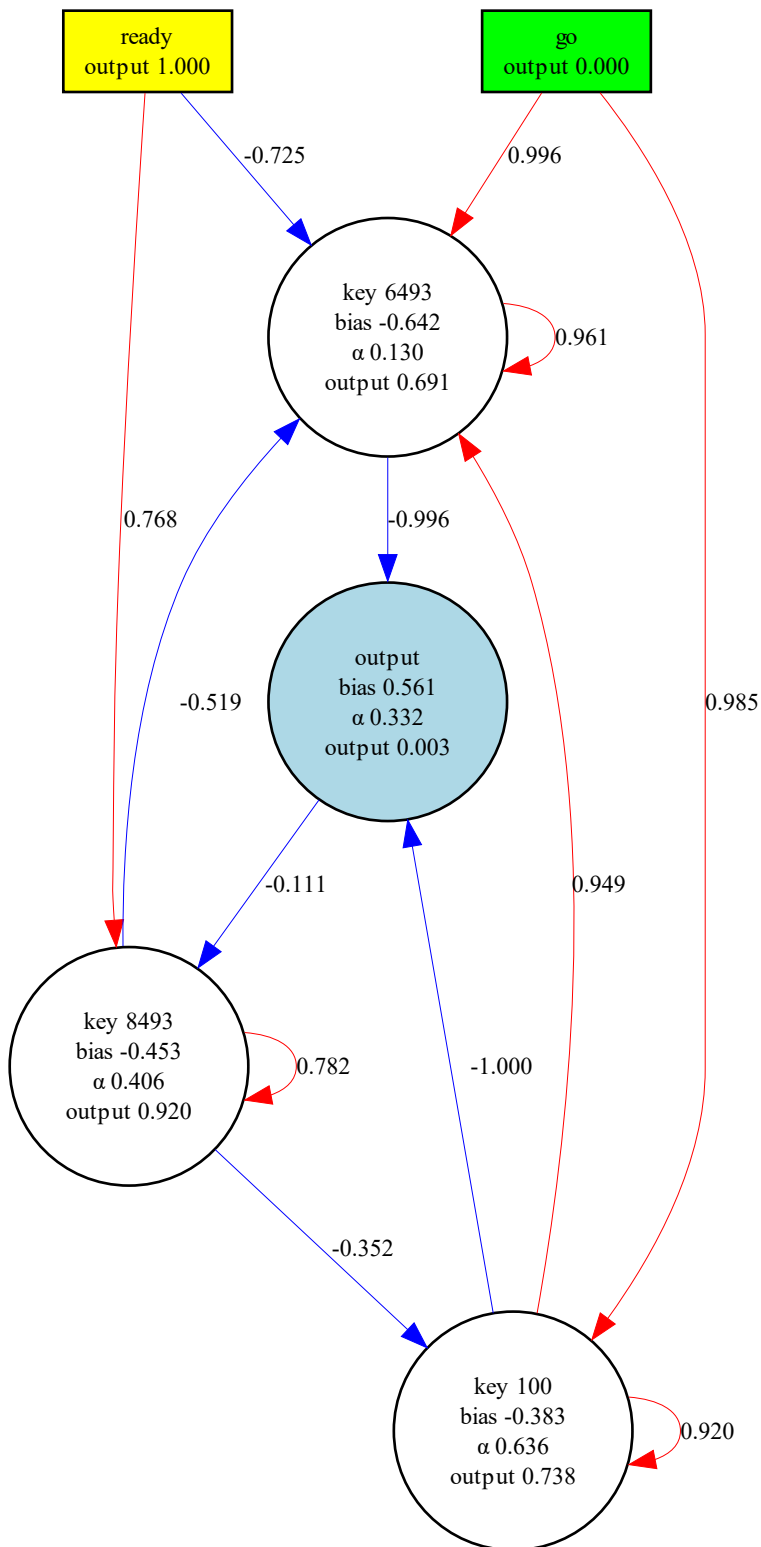 ready
output 1.000
go
output 0.000
-0.725
0.996
key 6493
bias -0.642
α 0.130
output 0.691
0.961
0.768
-0.996
output
bias 0.561
α 0.332
output 0.003
-0.519
0.985
-0.111
0.949
key 8493
bias -0.453
α 0.406
output 0.920
0.782
-1.000
-0.352
key 100
bias -0.383
α 0.636
output 0.738
0.920